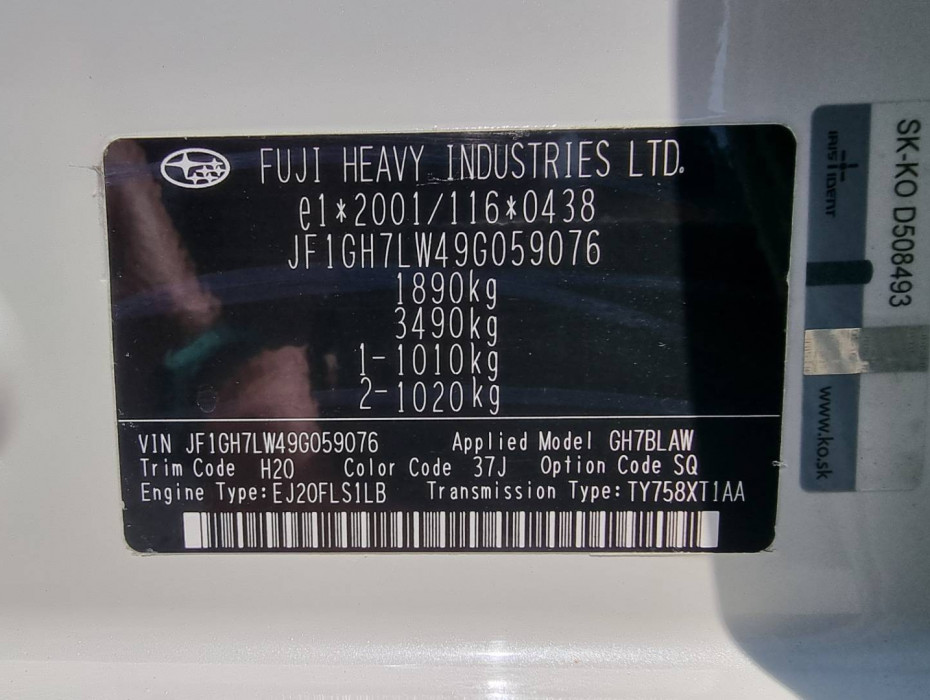 FUJI HEAVY INDUSTRIES LTD.
e1*2001/116*0438
JF1GH7LW49G059076
1890kg
3490kg
1-1010kg
2-1020kg
VIN JF1GH7LW49G059076 Applied Model GH7BLAW
Trim Code H20 Color Code 37J Option Code SQ
Engine Type:EJ20FLS1LB Transmission Type:TY758XT1AA
SK-KO D508493
IRIS IDENT
www.ko.sk